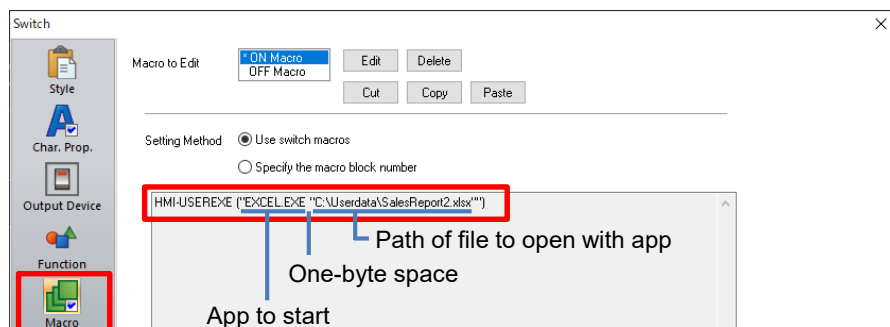 Switch
Macro to Edit
* ON Macro
OFF Macro
Edit
Delete
Cut
Copy
Paste
Style
Char. Prop.
Output Device
Function
Macro
Setting Method
Use switch macros
Specify the macro block number
HMI-USEREXE ("EXCEL.EXE "C:\Userdata\SalesReport2.xlsx"")
Path of file to open with app
One-byte space
App to start